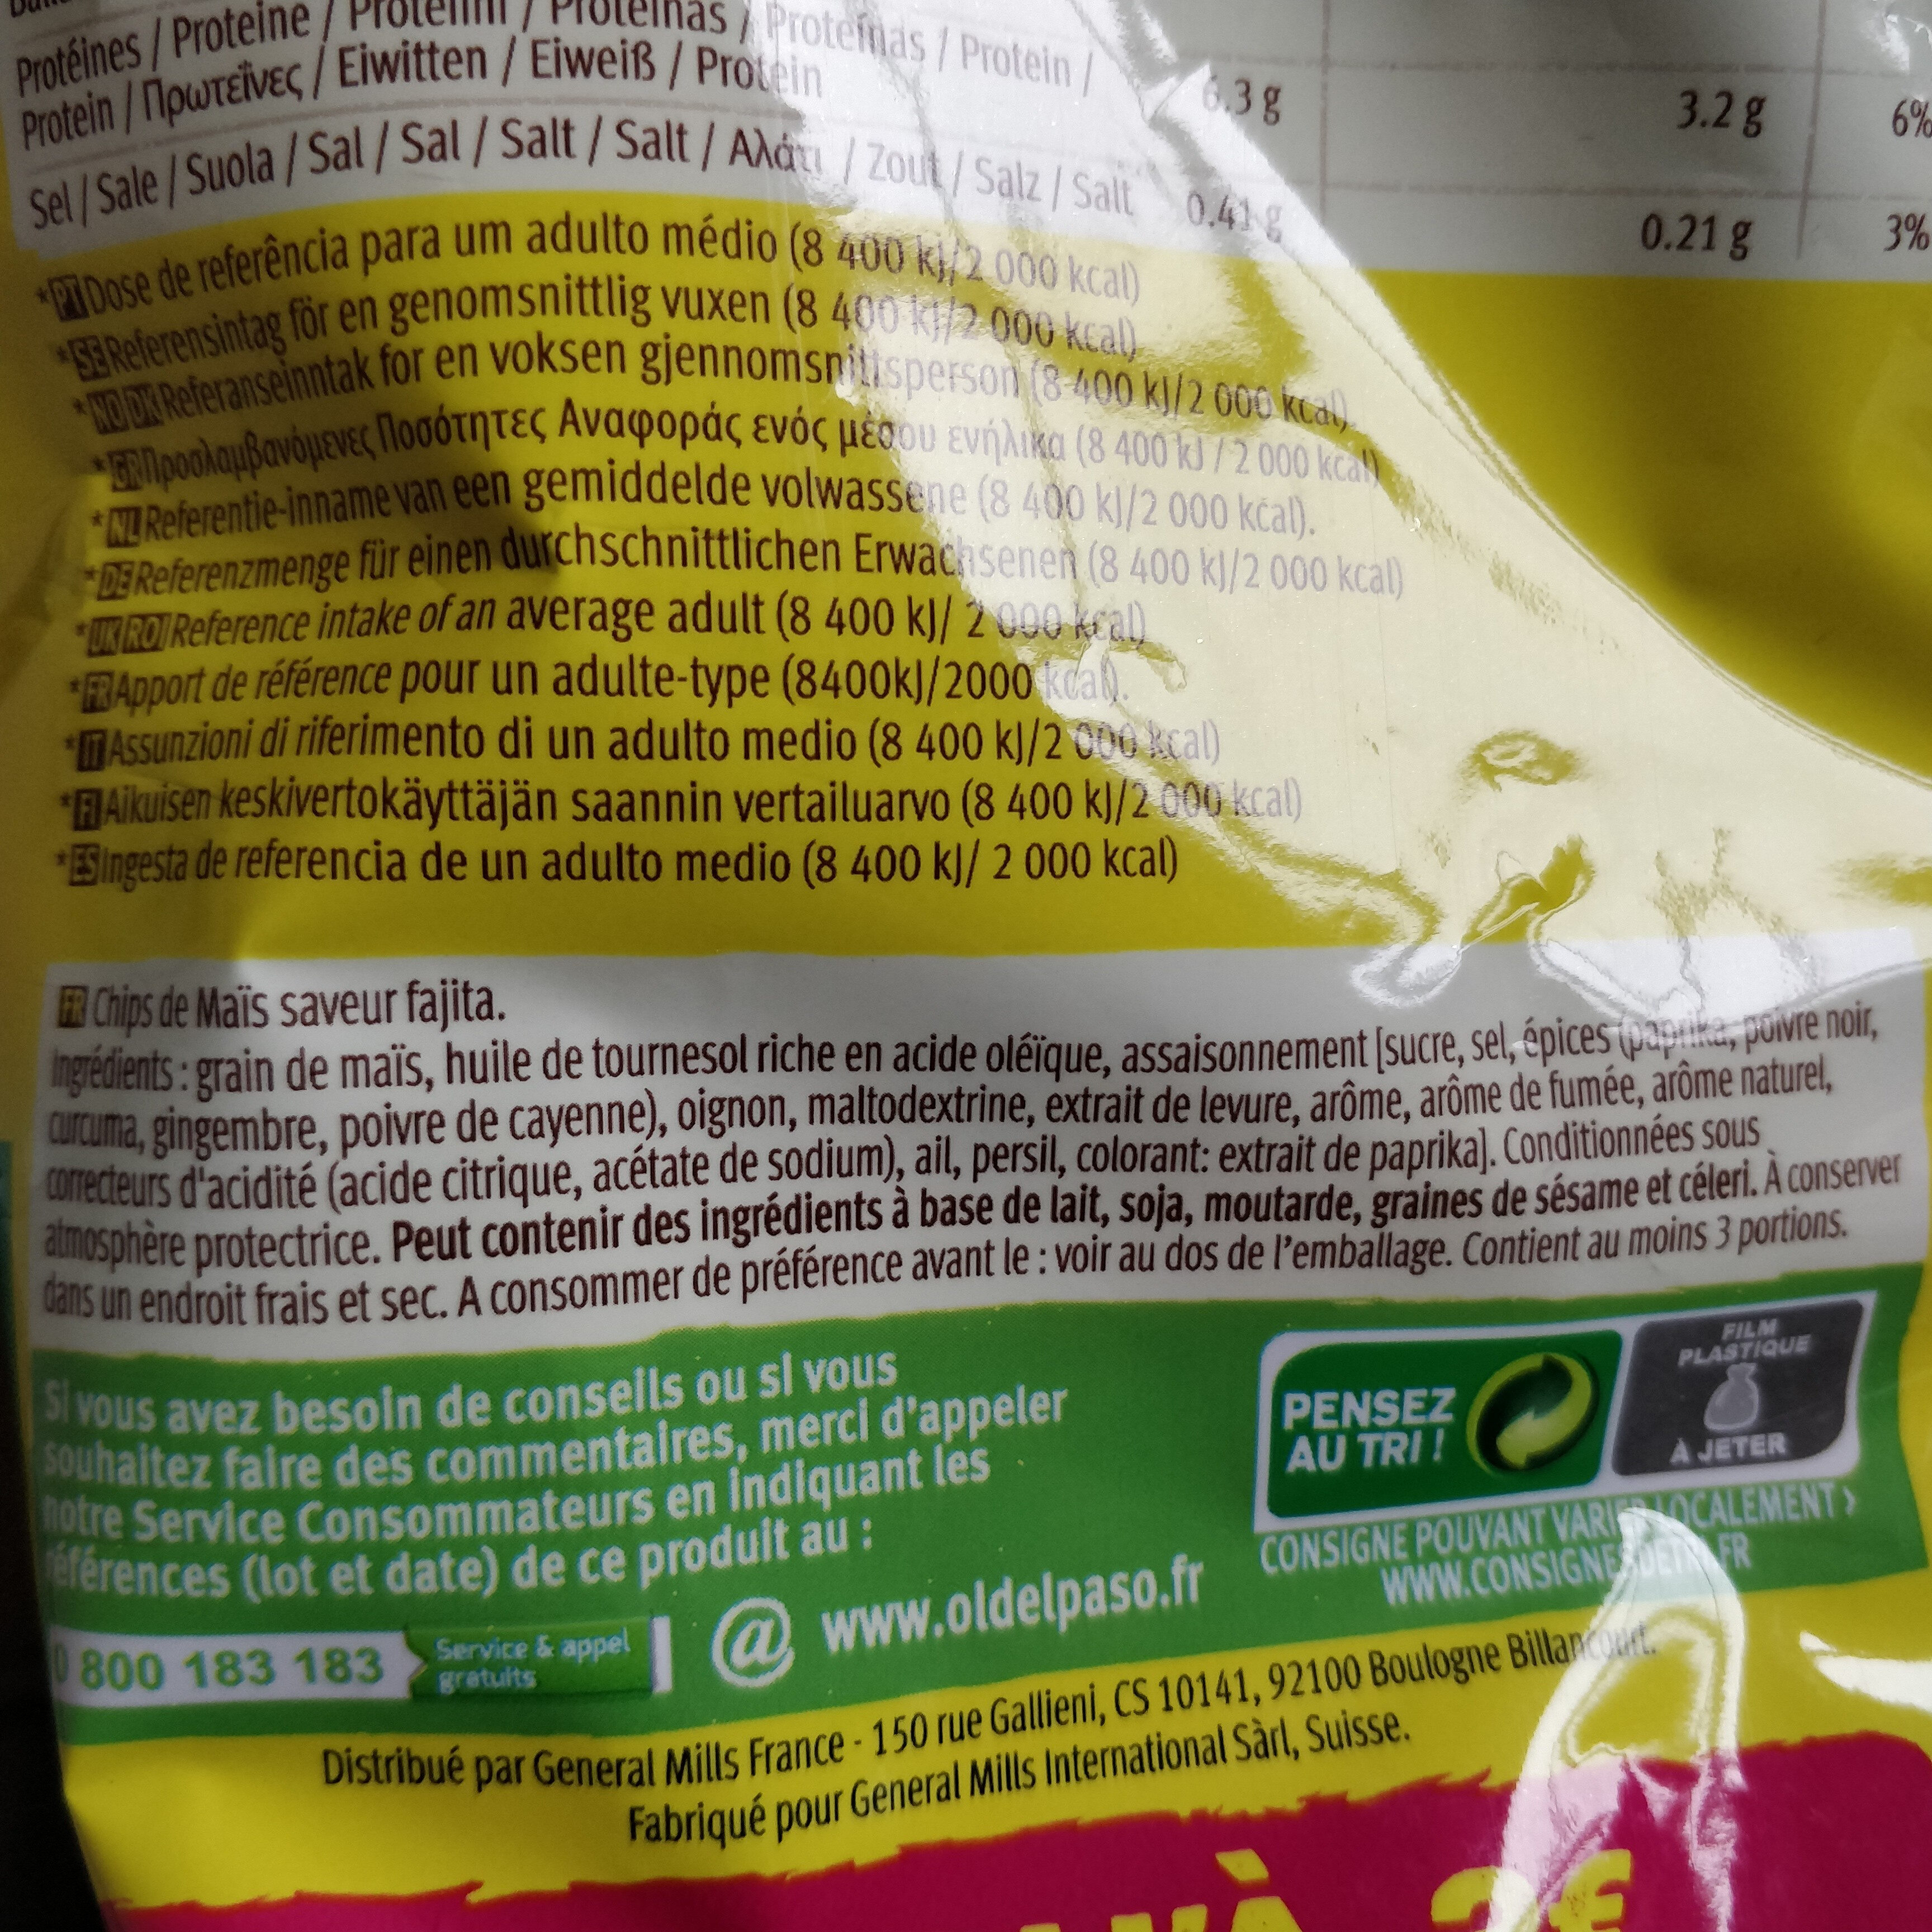 Protéines / Proteine / Proteiini / Proteínas / Proteínas / Protein /
Protein / Πρωτεΐνες / Eiwitten / Eiweiß / Protein
6.3 g 3.2 g 6%
Sel / Sale / Suola / Sal / Sal / Salt / Salt / Αλάτι / Zout / Salz / Salt 0.41 g 0.21 g 3%
*PT Dose de referência para um adulto médio (8 400 kJ/2 000 kcal)
*SE Referensintag för en genomsnittlig vuxen (8 400 kJ/2 000 kcal)
*NO DK Referanseinntak for en voksen gjennomsnittsperson (8 400 kJ/2 000 kcal).
*GR Προσλαμβανόμενες Ποσότητες Αναφοράς ενός μέσου ενήλικα (8 400 kJ / 2 000 kcal)
*NL Referentie-inname van een gemiddelde volwassene (8 400 kJ/2 000 kcal).
*DE Referenzmenge für einen durchschnittlichen Erwachsenen (8 400 kJ/2 000 kcal)
*UK RO Reference intake of an average adult (8 400 kJ/ 2 000 kcal)
*FR Apport de référence pour un adulte-type (8400kJ/2000 kcal).
*IT Assunzioni di riferimento di un adulto medio (8 400 kJ/2 000 kcal)
*FI Aikuisen keskivertokäyttäjän saannin vertailuarvo (8 400 kJ/2 000 kcal)
*ES Ingesta de referencia de un adulto medio (8 400 kJ/ 2 000 kcal)
FR Chips de Maïs saveur fajita.
Ingrédients : grain de maïs, huile de tournesol riche en acide oléïque, assaisonnement [sucre, sel, épices (paprika, poivre noir,
curcuma, gingembre, poivre de cayenne), oignon, maltodextrine, extrait de levure, arôme, arôme de fumée, arôme naturel,
correcteurs d'acidité (acide citrique, acétate de sodium), ail, persil, colorant: extrait de paprika]. Conditionnées sous
atmosphère protectrice. Peut contenir des ingrédients à base de lait, soja, moutarde, graines de sésame et céleri. À conserver
dans un endroit frais et sec. A consommer de préférence avant le : voir au dos de l'emballage. Contient au moins 3 portions.
Si vous avez besoin de conseils ou si vous
souhaitez faire des commentaires, merci d'appeler
notre Service Consommateurs en indiquant les
références (lot et date) de ce produit au :
0 800 183 183 Service & appel
gratuits
@ www.oldelpaso.fr
PENSEZ
AU TRI !
FILM
PLASTIQUE
À JETER
CONSIGNE POUVANT VARIER LOCALEMENT >
WWW.CONSIGNESDETRI.FR
Distribué par General Mills France - 150 rue Gallieni, CS 10141, 92100 Boulogne Billancourt.
Fabriqué pour General Mills International Sàrl, Suisse.